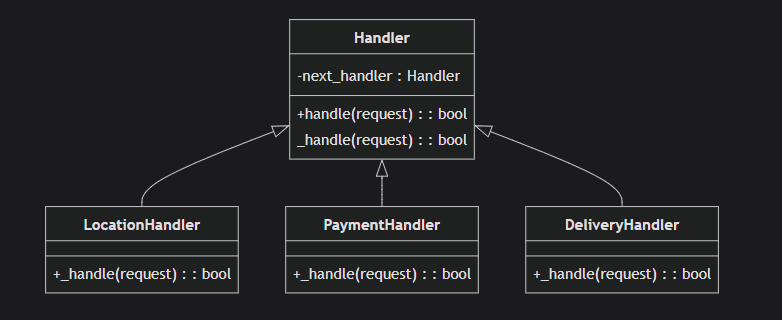 Handler
-next_handler : Handler
+handle(request) : : bool
_handle(request) : : bool
LocationHandler
PaymentHandler
DeliveryHandler
+_handle(request) : : bool
+_handle(request) : : bool
+_handle(request) : : bool